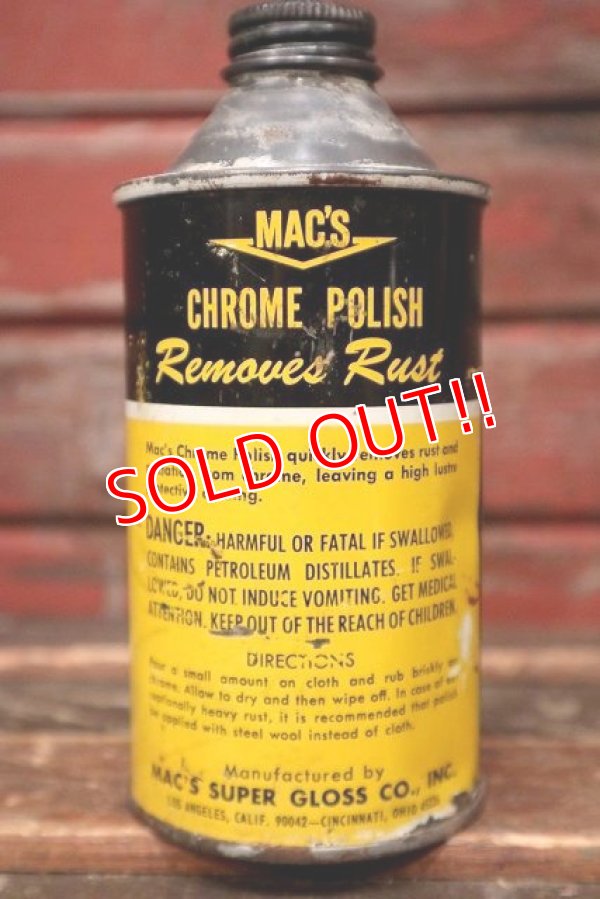 MAC'S
CHROME POLISH
Removes Rust
SOLD OUT!!
Mac's Chrome Polish quickly removes rust and
from chrome, leaving a high lustre
protective coating.
DANGER: HARMFUL OR FATAL IF SWALLOWED.
CONTAINS PETROLEUM DISTILLATES. IF SWAL-
LOWED, DO NOT INDUCE VOMITING. GET MEDICAL
ATTENTION. KEEP OUT OF THE REACH OF CHILDREN.
DIRECTIONS
a small amount on cloth and rub briskly
chrome. Allow to dry and then wipe off. In case of
heavy rust, it is recommended that polish
be applied with steel wool instead of cloth.
Manufactured by
MAC'S SUPER GLOSS CO., INC.
LOS ANGELES, CALIF. 90042—CINCINNATI, OHIO